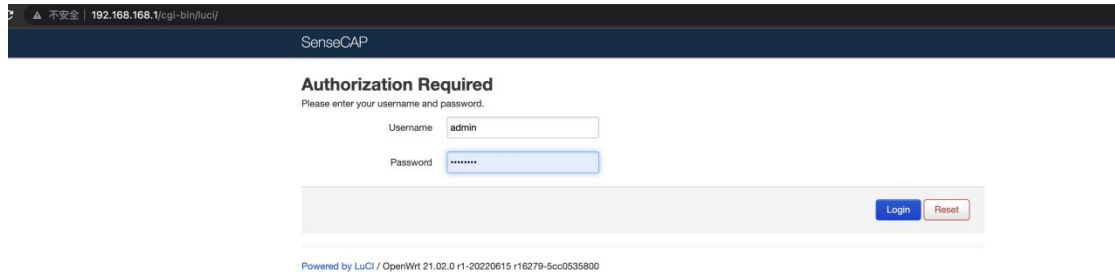 不安全 | 192.168.168.1/cgi-bin/luci/
SenseCAP
Authorization Required
Please enter your username and password.
Username admin
Password ••••••••
Login Reset
Powered by LuCI / OpenWrt 21.02.0 r1-20220615 r16279-5cc0535800